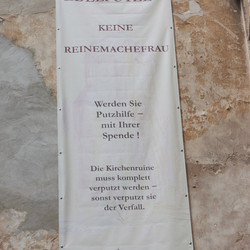 KEINE
REINEMACHEFRAU
Werden Sie
Putzhilfe –
mit Ihrer
Spende !
Die Kirchenruine
muss komplett
verputzt werden –
sonst verputzt sie
der Verfall.